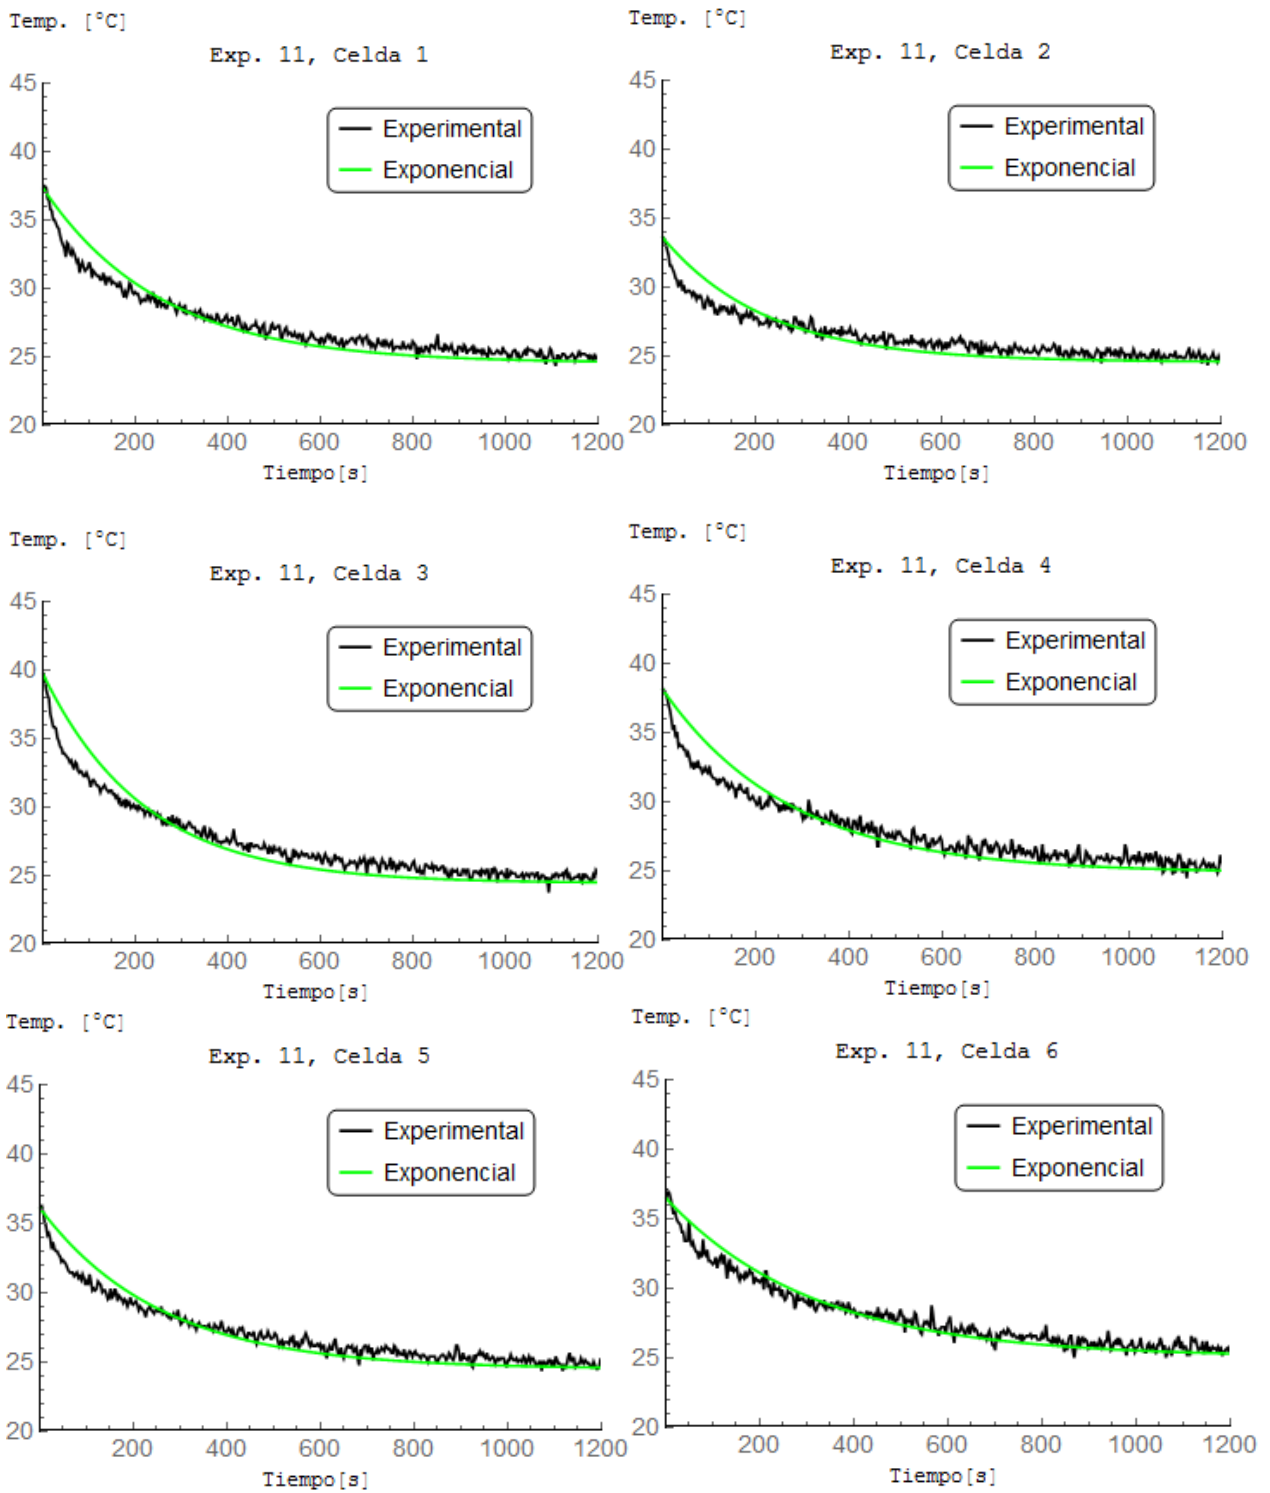 Temp. [°C]
Exp. 11, Celda 1
45
40
35
30
25
20
Experimental
Exponencial
200 400 600 800 1000 1200
Tiempo[s]
Temp. [°C]
Exp. 11, Celda 2
45
40
35
30
25
20
Experimental
Exponencial
200 400 600 800 1000 1200
Tiempo[s]
Temp. [°C]
Exp. 11, Celda 3
45
40
35
30
25
20
Experimental
Exponencial
200 400 600 800 1000 1200
Tiempo[s]
Temp. [°C]
Exp. 11, Celda 4
45
40
35
30
25
20
Experimental
Exponencial
200 400 600 800 1000 1200
Tiempo[s]
Temp. [°C]
Exp. 11, Celda 5
45
40
35
30
25
20
Experimental
Exponencial
200 400 600 800 1000 1200
Tiempo[s]
Temp. [°C]
Exp. 11, Celda 6
45
40
35
30
25
20
Experimental
Exponencial
200 400 600 800 1000 1200
Tiempo[s]